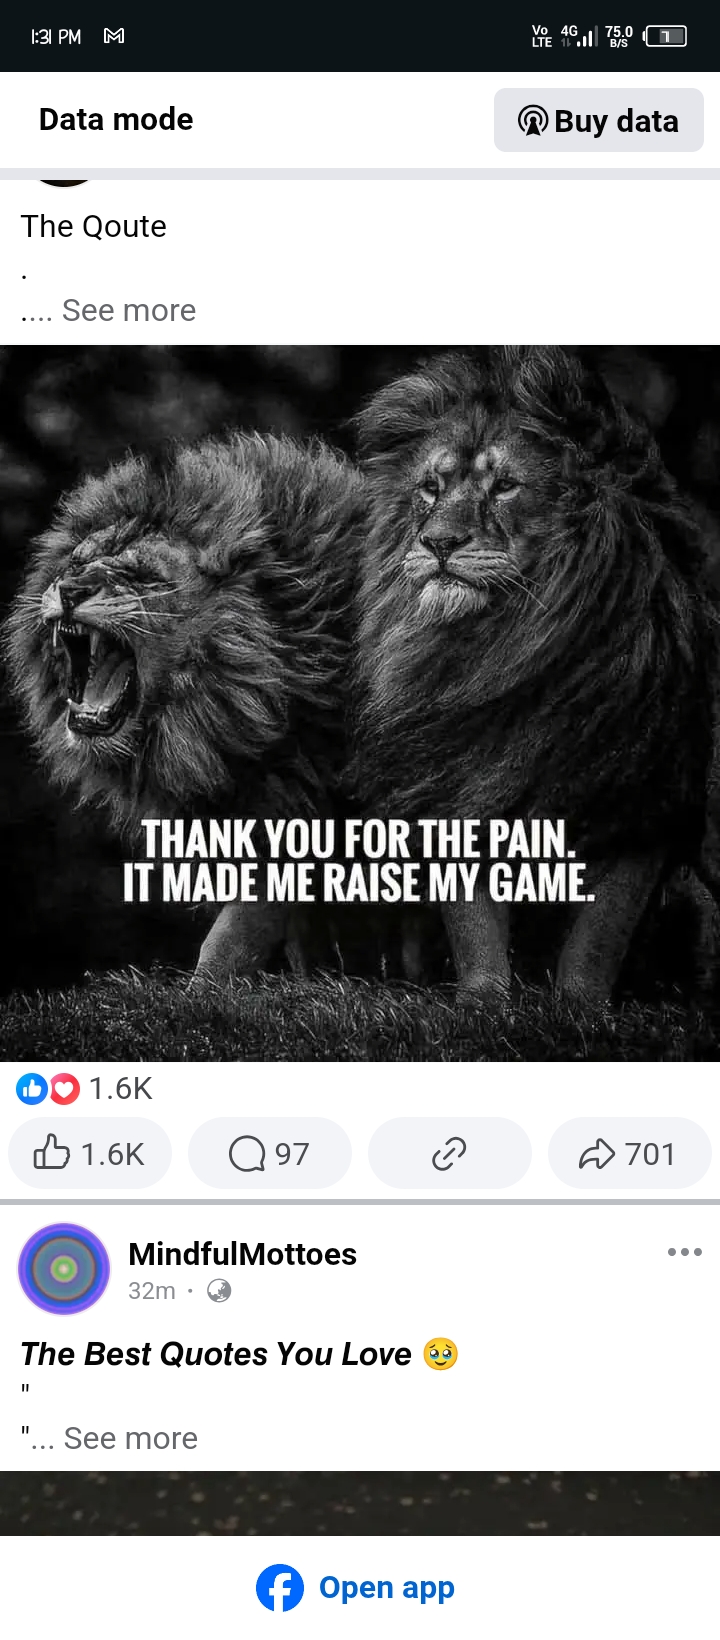 1:31 PM
Vo LTE 4G 75.0 B/S
Data mode
Buy data
The Qoute
.
.... See more
THANK YOU FOR THE PAIN.
IT MADE ME RAISE MY GAME.
1.6K
1.6K 97 701
MindfulMottoes
32m ·
The Best Quotes You Love 🥹
"
"... See more
Open app